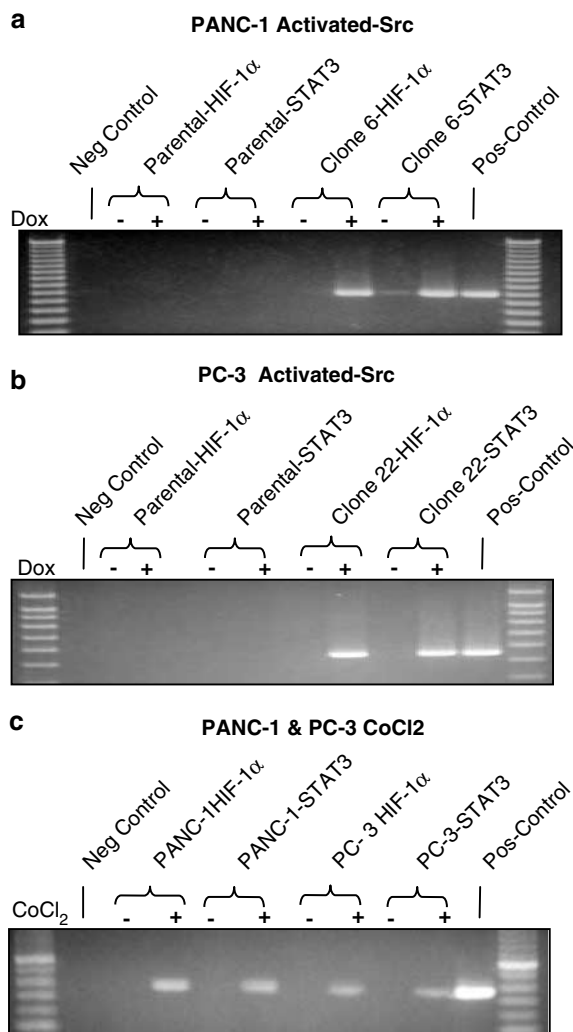 a
PANC-1 Activated-Src
Neg Control
Parental-HIF-1α
Parental-STAT3
Clone 6-HIF-1α
Clone 6-STAT3
Pos-Control
Dox - + - + - + - +
b
PC-3 Activated-Src
Neg Control
Parental-HIF-1α
Parental-STAT3
Clone 22-HIF-1α
Clone 22-STAT3
Pos-Control
Dox - + - + - + - +
c
PANC-1 & PC-3 CoCl2
Neg Control
PANC-1HIF-1α
PANC-1-STAT3
PC- 3 HIF-1α
PC-3-STAT3
Pos-Control
CoCl₂ - + - + - + - +